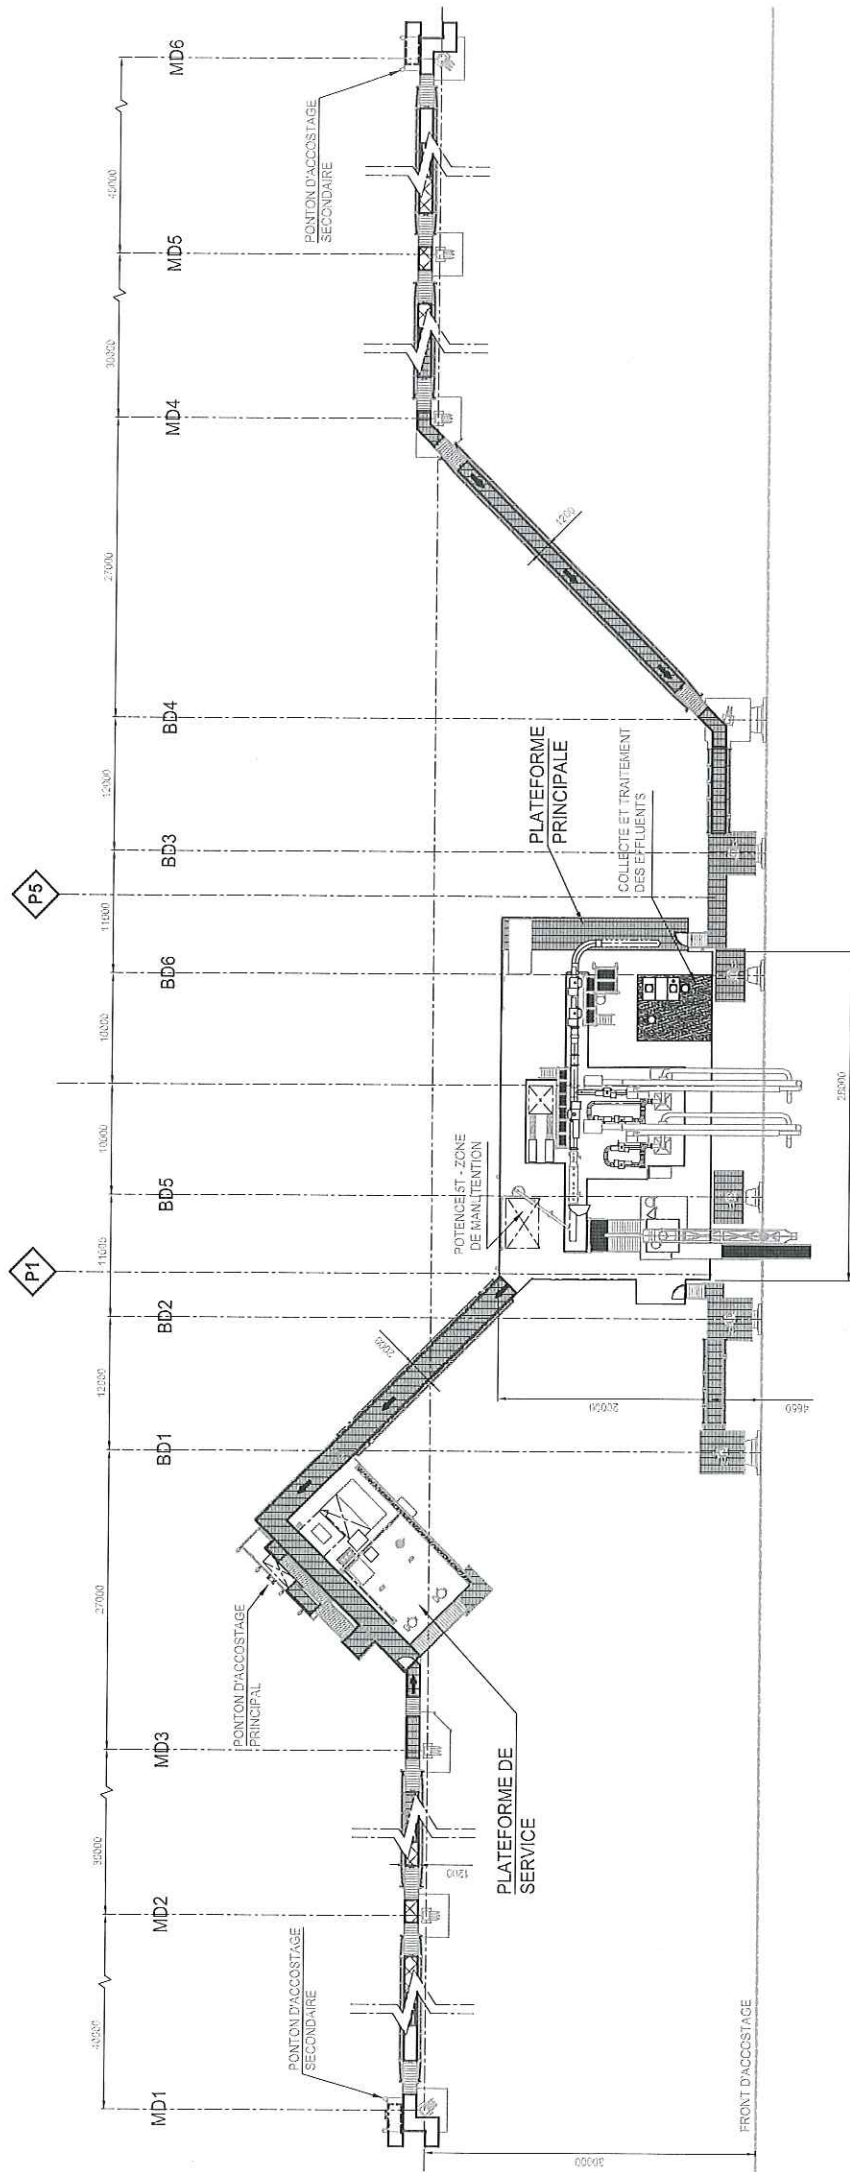 MD1
MD2
MD3
BD1
BD2
BD5
BD6
BD3
BD4
MD4
MD5
MD6
P1
P5
40000
27000
12000
11000
10000
10000
11000
12000
27000
30000
40000
PONTON D'ACCOSTAGE
SECONDAIRE
PONTON D'ACCOSTAGE
PRINCIPAL
PLATEFORME DE
SERVICE
1200
2000
POTENCE 5T - ZONE
DE MANUTENTION
PLATEFORME
PRINCIPALE
COLLECTE ET TRAITEMENT
DES EFFLUENTS
1200
PONTON D'ACCOSTAGE
SECONDAIRE
20000
4650
28000
30000
FRONT D'ACCOSTAGE